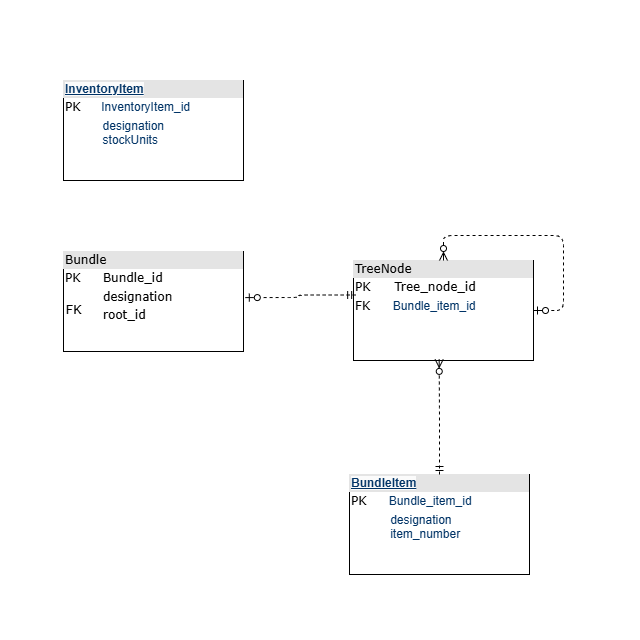 InventoryItem
PK InventoryItem_id
designation
stockUnits
Bundle
PK Bundle_id
designation
FK root_id
TreeNode
PK Tree_node_id
FK Bundle_item_id
BundleItem
PK Bundle_item_id
designation
item_number